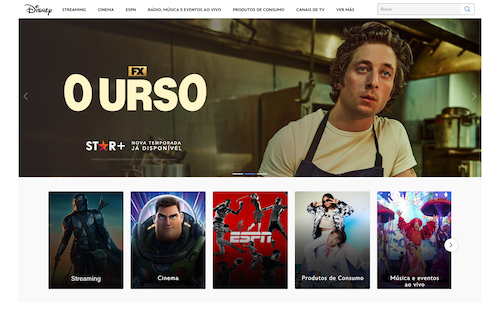 Disney
STREAMING CINEMA ESPN RÁDIO, MÚSICA E EVENTOS AO VIVO PRODUTOS DE CONSUMO CANAIS DE TV VER MÁIS
Buscar
FX
O URSO
STAR+
NOVA TEMPORADA
JÁ DISPONÍVEL
Streaming
Cinema
ESPN
Produtos de Consumo
Música e eventos
ao vivo